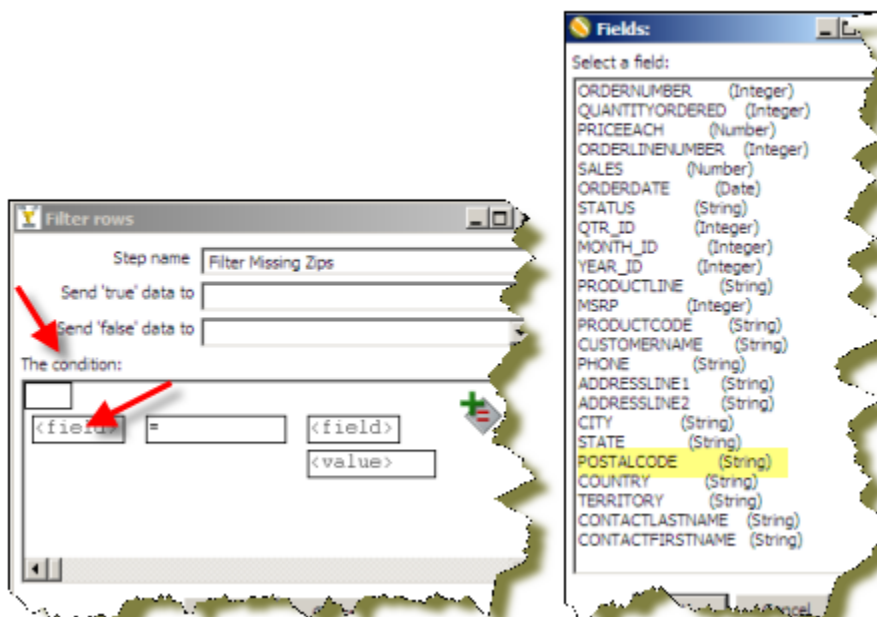 Filter rows
Step name Filter Missing Zips
Send 'true' data to
Send 'false' data to
The condition:
<field> = <field>
<value>
Fields:
Select a field:
ORDERNUMBER (Integer)
QUANTITYORDERED (Integer)
PRICEEACH (Number)
ORDERLINENUMBER (Integer)
SALES (Number)
ORDERDATE (Date)
STATUS (String)
QTR_ID (Integer)
MONTH_ID (Integer)
YEAR_ID (Integer)
PRODUCTLINE (String)
MSRP (Integer)
PRODUCTCODE (String)
CUSTOMERNAME (String)
PHONE (String)
ADDRESSLINE1 (String)
ADDRESSLINE2 (String)
CITY (String)
STATE (String)
POSTALCODE (String)
COUNTRY (String)
TERRITORY (String)
CONTACTLASTNAME (String)
CONTACTFIRSTNAME (String)
Cancel